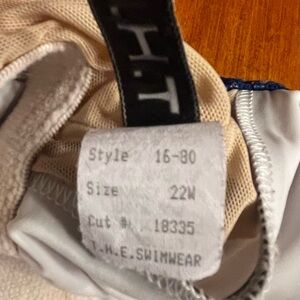 .H.T
Style 16-80
Size 22W
Cut # 18335
T.H.E.SWIMWEAR